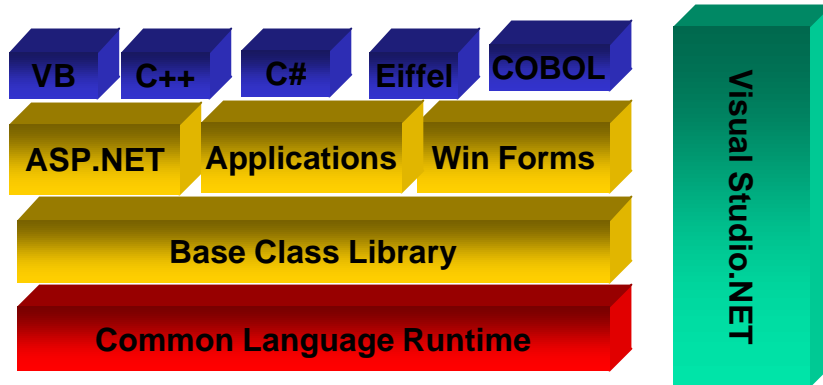 VB C++ C# Eiffel COBOL
ASP.NET Applications Win Forms
Base Class Library
Common Language Runtime
Visual Studio.NET